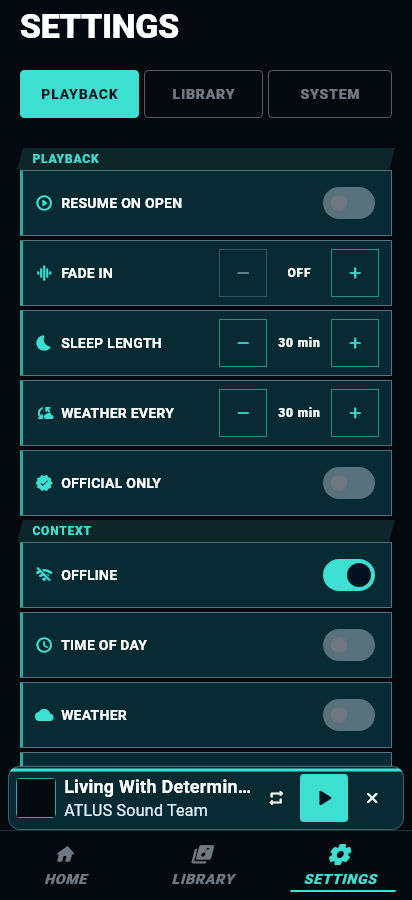 SETTINGS
PLAYBACK
LIBRARY
SYSTEM
PLAYBACK
RESUME ON OPEN
FADE IN
− OFF +
SLEEP LENGTH
− 30 min +
WEATHER EVERY
− 30 min +
OFFICIAL ONLY
CONTEXT
OFFLINE
TIME OF DAY
WEATHER
Living With Determin...
ATLUS Sound Team
HOME
LIBRARY
SETTINGS